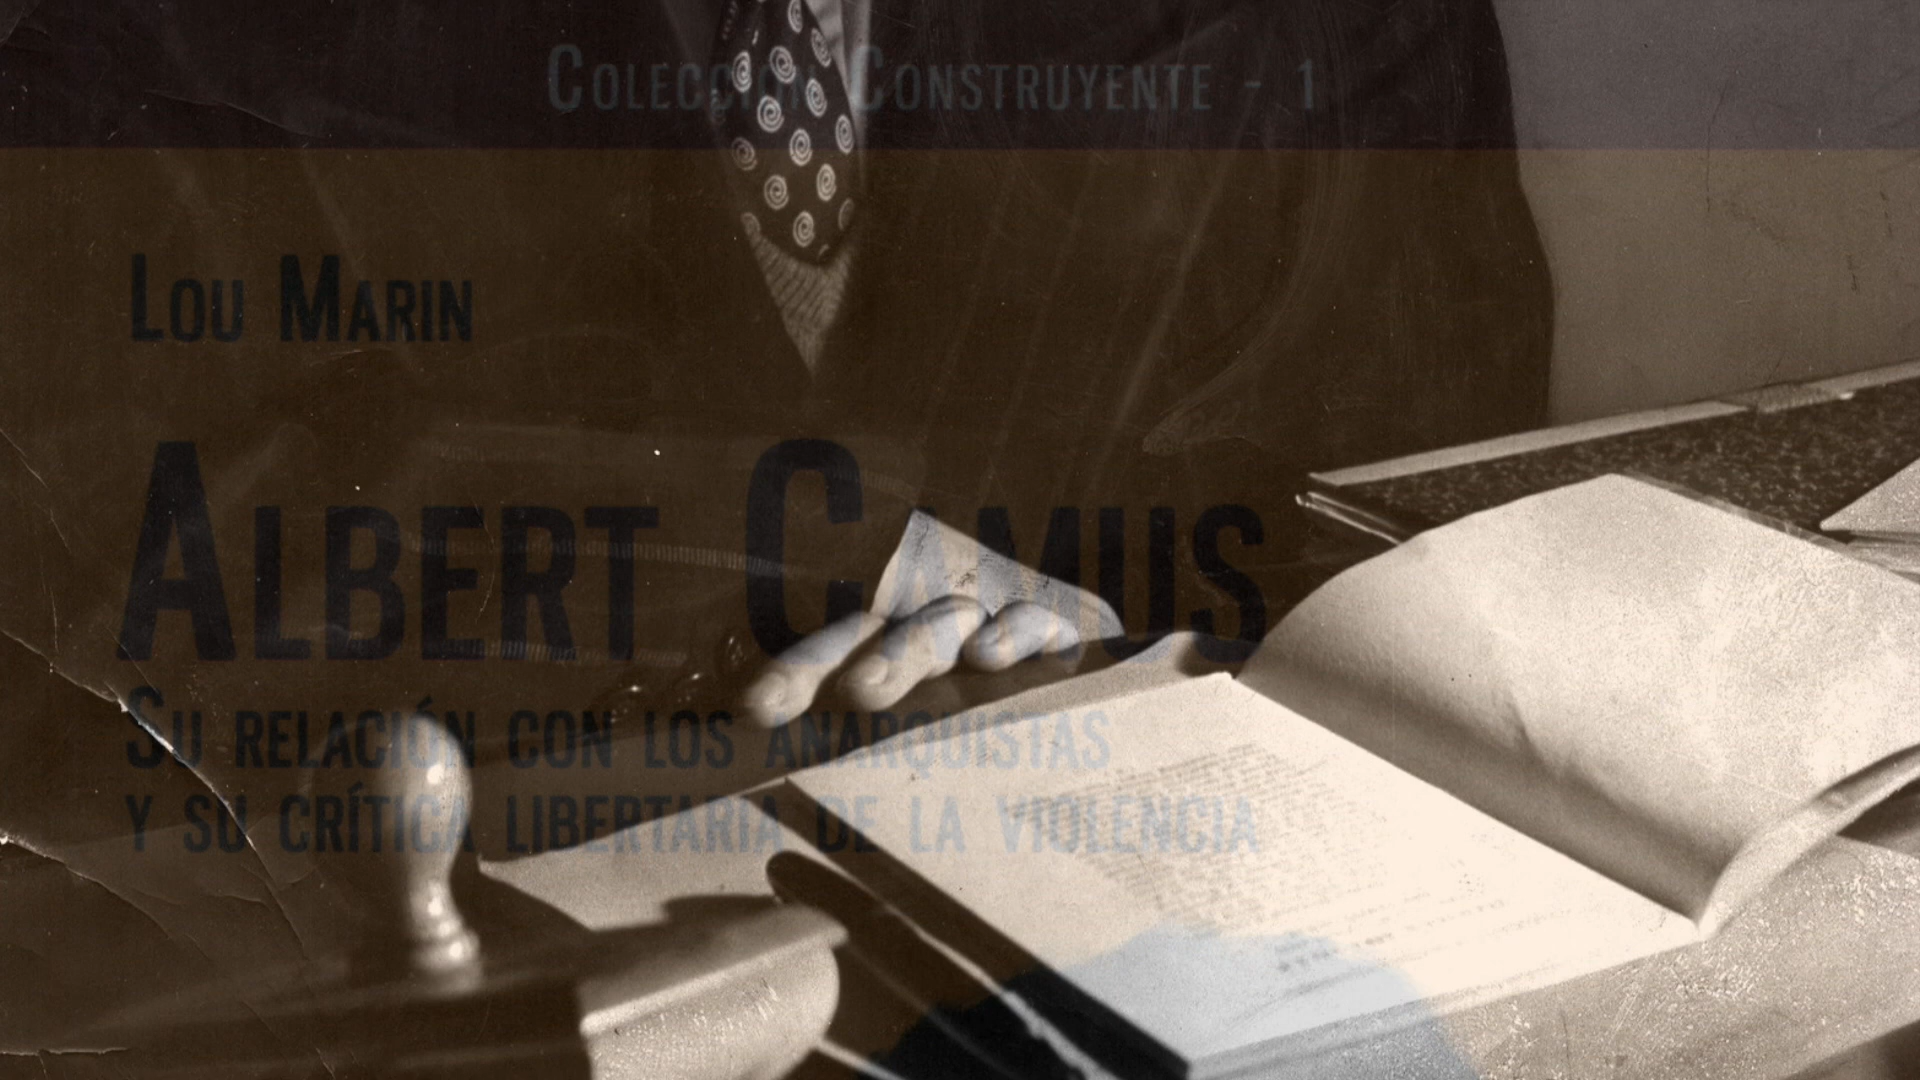 Colección Construyente - 1
Lou Marin
Albert Camus
Su relación con los anarquistas
y su crítica libertaria de la violencia